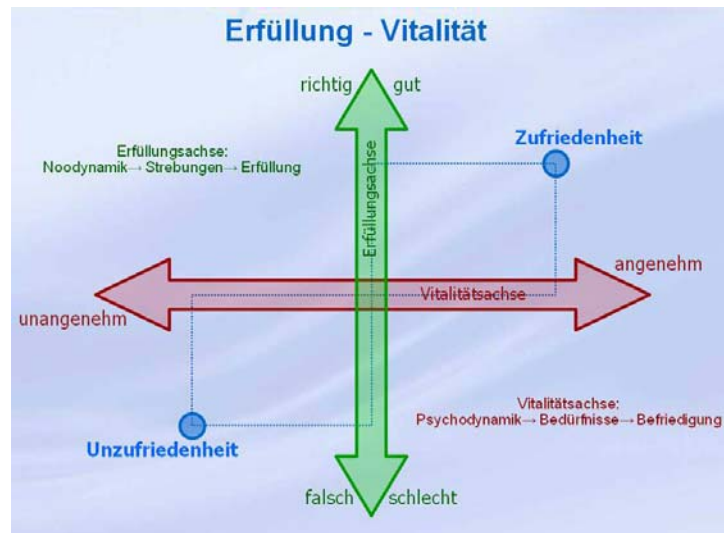 Erfüllung - Vitalität
richtig
gut
Zufriedenheit
Erfüllungsachse:
Noodynamik→ Strebungen→ Erfüllung
Erfüllungsachse
angenehm
Vitalitätsachse
unangenehm
Vitalitätsachse:
Psychodynamik→ Bedürfnisse→ Befriedigung
Unzufriedenheit
falsch
schlecht